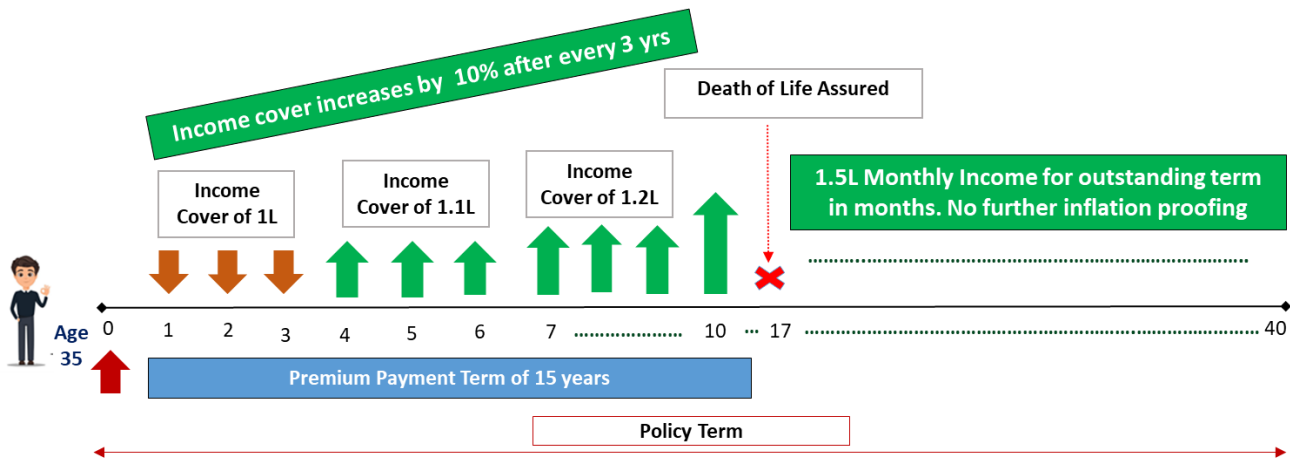 Income cover increases by 10% after every 3 yrs
Death of Life Assured
Income
Cover of 1L
Income
Cover of 1.1L
Income
Cover of 1.2L
1.5L Monthly Income for outstanding term
in months. No further inflation proofing
Age
35
0 1 2 3 4 5 6 7 ...................... 10 ... 17 ............................................................ 40
Premium Payment Term of 15 years
Policy Term